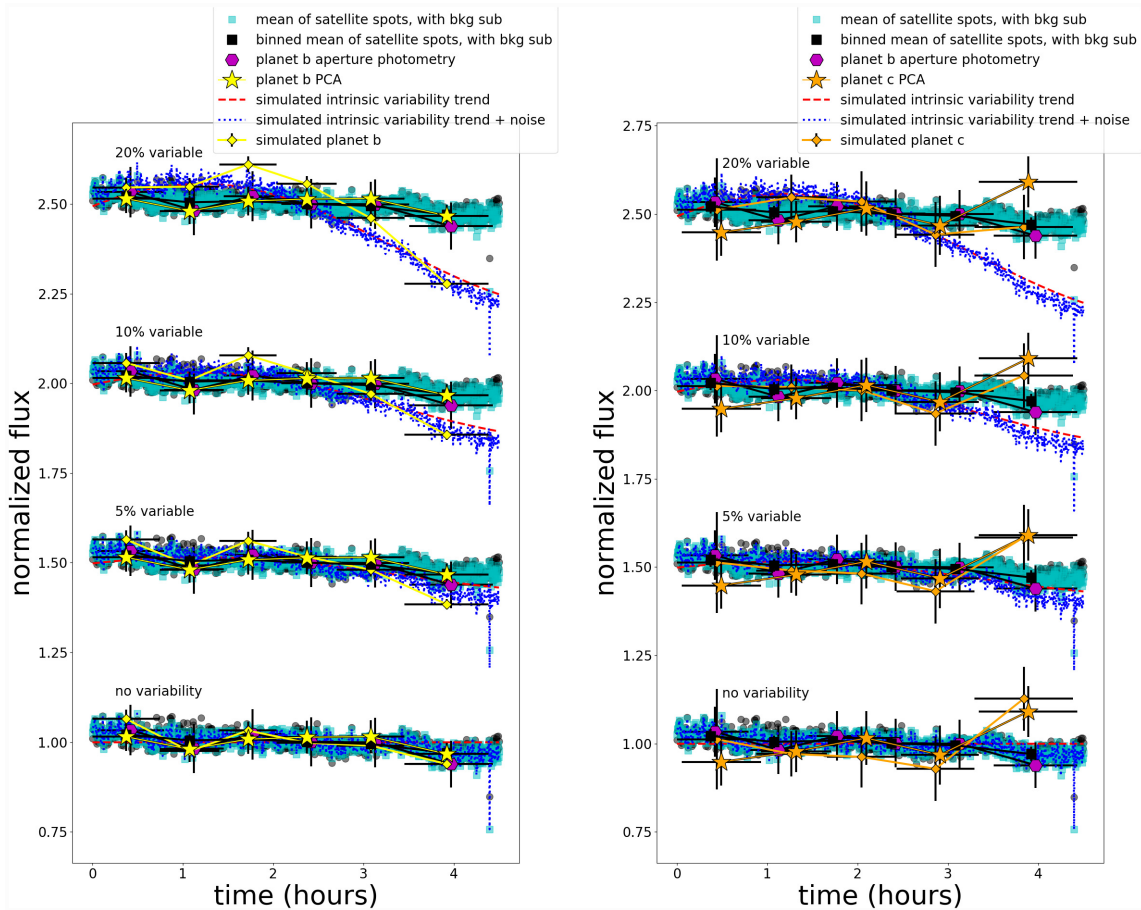 mean of satellite spots, with bkg sub
binned mean of satellite spots, with bkg sub
planet b aperture photometry
planet b PCA
simulated intrinsic variability trend
simulated intrinsic variability trend + noise
simulated planet b
20% variable
2.50
2.25
10% variable
2.00
1.75
5% variable
1.50
1.25
no variability
1.00
0.75
0 1 2 3 4
time (hours)
normalized flux
mean of satellite spots, with bkg sub
binned mean of satellite spots, with bkg sub
planet b aperture photometry
planet c PCA
simulated intrinsic variability trend
simulated intrinsic variability trend + noise
simulated planet c
2.75
20% variable
2.50
2.25
10% variable
2.00
1.75
5% variable
1.50
1.25
no variability
1.00
0.75
0 1 2 3 4
time (hours)
normalized flux